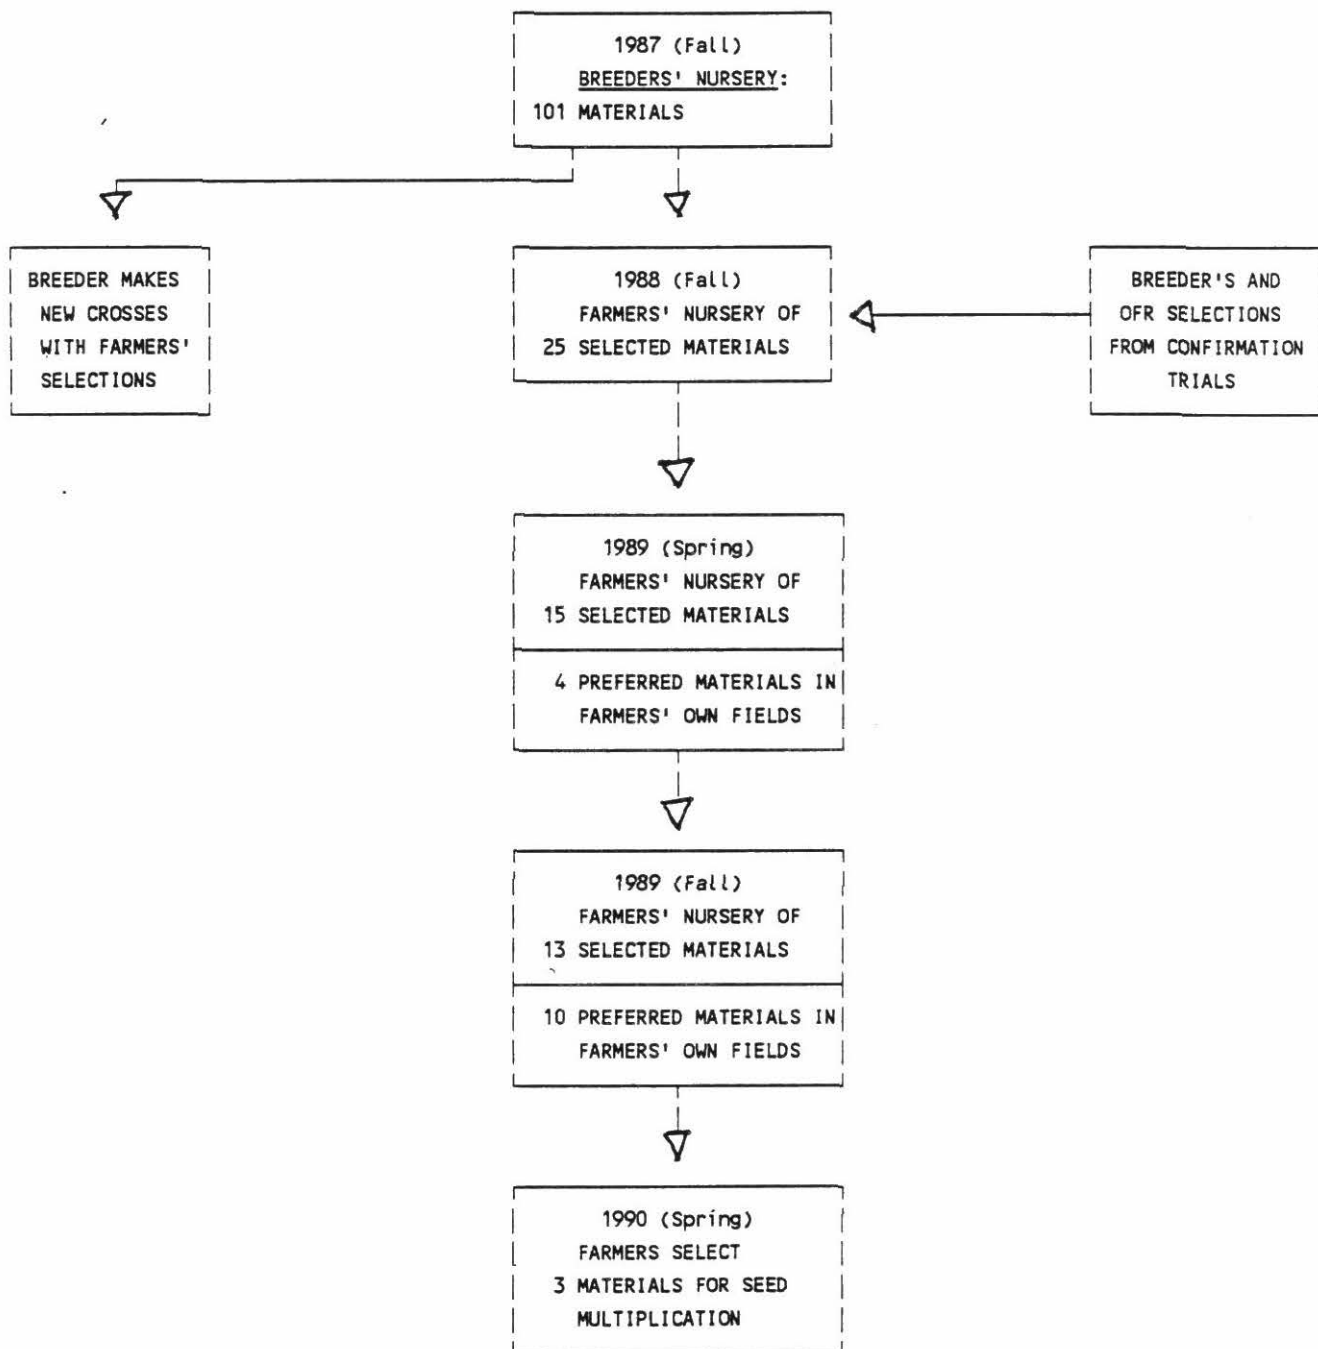 1987 (Fall)
BREEDERS' NURSERY:
101 MATERIALS
BREEDER MAKES
NEW CROSSES
WITH FARMERS'
SELECTIONS
1988 (Fall)
FARMERS' NURSERY OF
25 SELECTED MATERIALS
BREEDER'S AND
OFR SELECTIONS
FROM CONFIRMATION
TRIALS
1989 (Spring)
FARMERS' NURSERY OF
15 SELECTED MATERIALS
4 PREFERRED MATERIALS IN
FARMERS' OWN FIELDS
1989 (Fall)
FARMERS' NURSERY OF
13 SELECTED MATERIALS
10 PREFERRED MATERIALS IN
FARMERS' OWN FIELDS
1990 (Spring)
FARMERS SELECT
3 MATERIALS FOR SEED
MULTIPLICATION